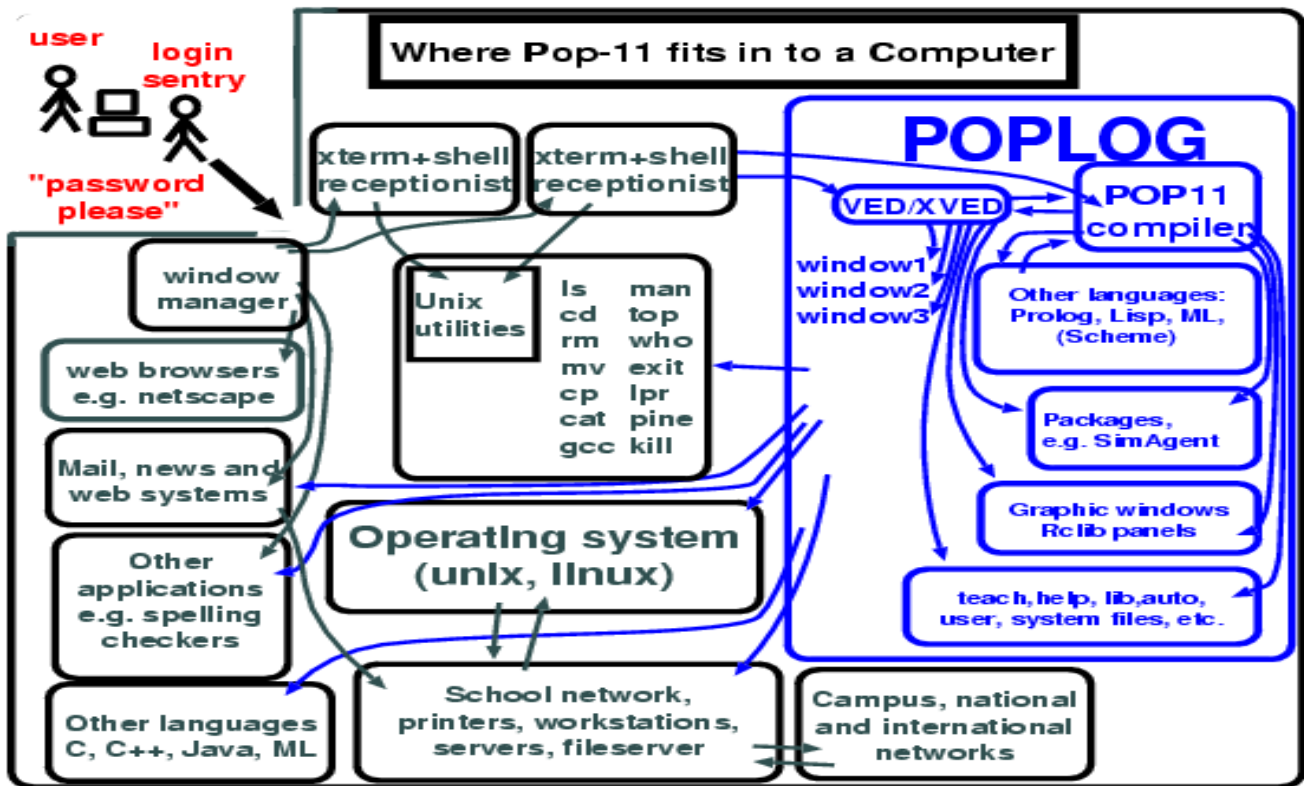 user
login
sentry
"password
please"
Where Pop-11 fits in to a Computer
xterm+shell
receptionist
xterm+shell
receptionist
window
manager
web browsers
e.g. netscape
Mail, news and
web systems
Other
applications
e.g. spelling
checkers
Other languages
C, C++, Java, ML
Unix
utilities
ls man
cd top
rm who
mv exit
cp lpr
cat pine
gcc kill
Operating system
(unix, linux)
School network,
printers, workstations,
servers, fileserver
Campus, national
and international
networks
POPLOG
VED/XVED
POP11
compiler
window1
window2
window3
Other languages:
Prolog, Lisp, ML,
(Scheme)
Packages,
e.g. SimAgent
Graphic windows
Rclib panels
teach,help, lib,auto,
user, system files, etc.